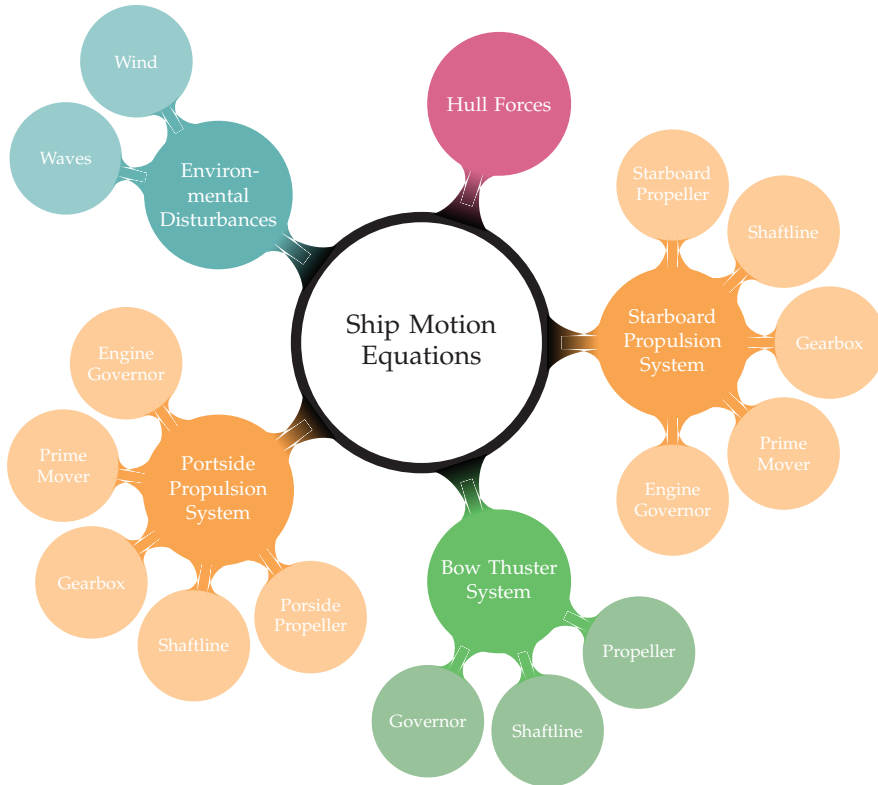 Ship Motion
Equations
Hull Forces
Environ-
mental
Disturbances
Wind
Waves
Starboard
Propulsion
System
Starboard
Propeller
Shaftline
Gearbox
Prime
Mover
Engine
Governor
Portside
Propulsion
System
Engine
Governor
Prime
Mover
Gearbox
Shaftline
Porside
Propeller
Bow Thuster
System
Governor
Shaftline
Propeller